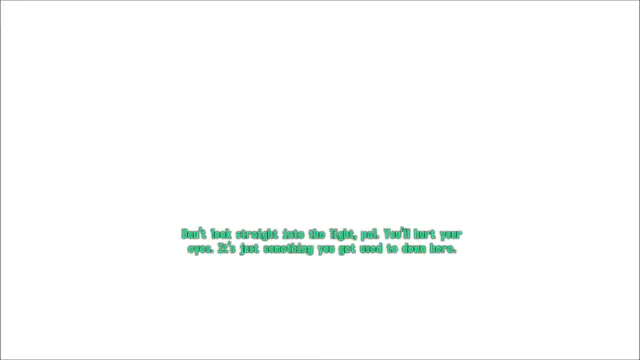 Don't look straight into the light, pal. You'll hurt your
eyes. It's just something you get used to down here.